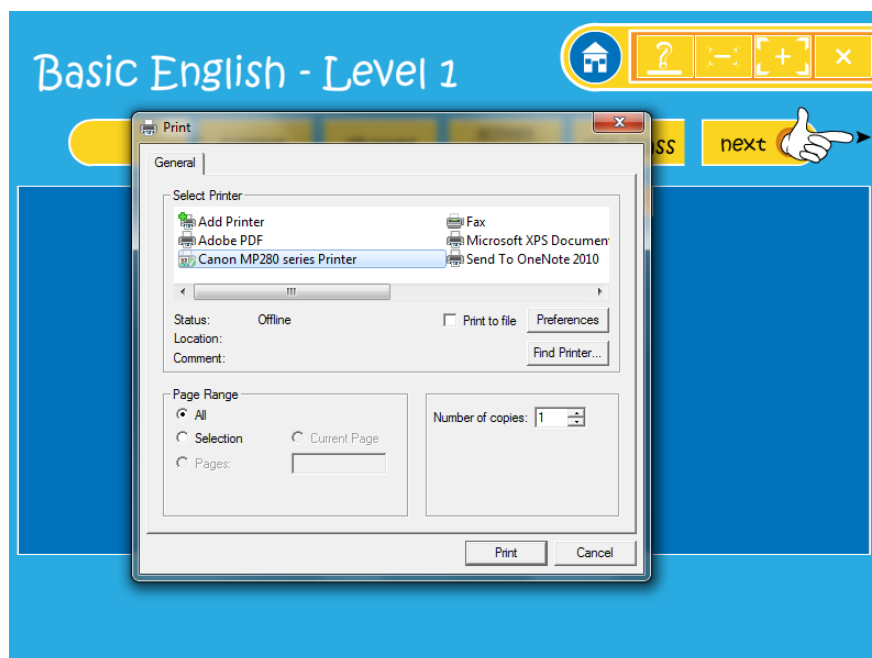 Basic English - Level 1
?
next
ss
Print
General
Select Printer
Add Printer
Fax
Adobe PDF
Microsoft XPS Documen
Canon MP280 series Printer
Send To OneNote 2010
Status: Offline
Print to file
Preferences
Location:
Comment:
Find Printer...
Page Range
All
Number of copies: 1
Selection
Current Page
Pages:
Print
Cancel